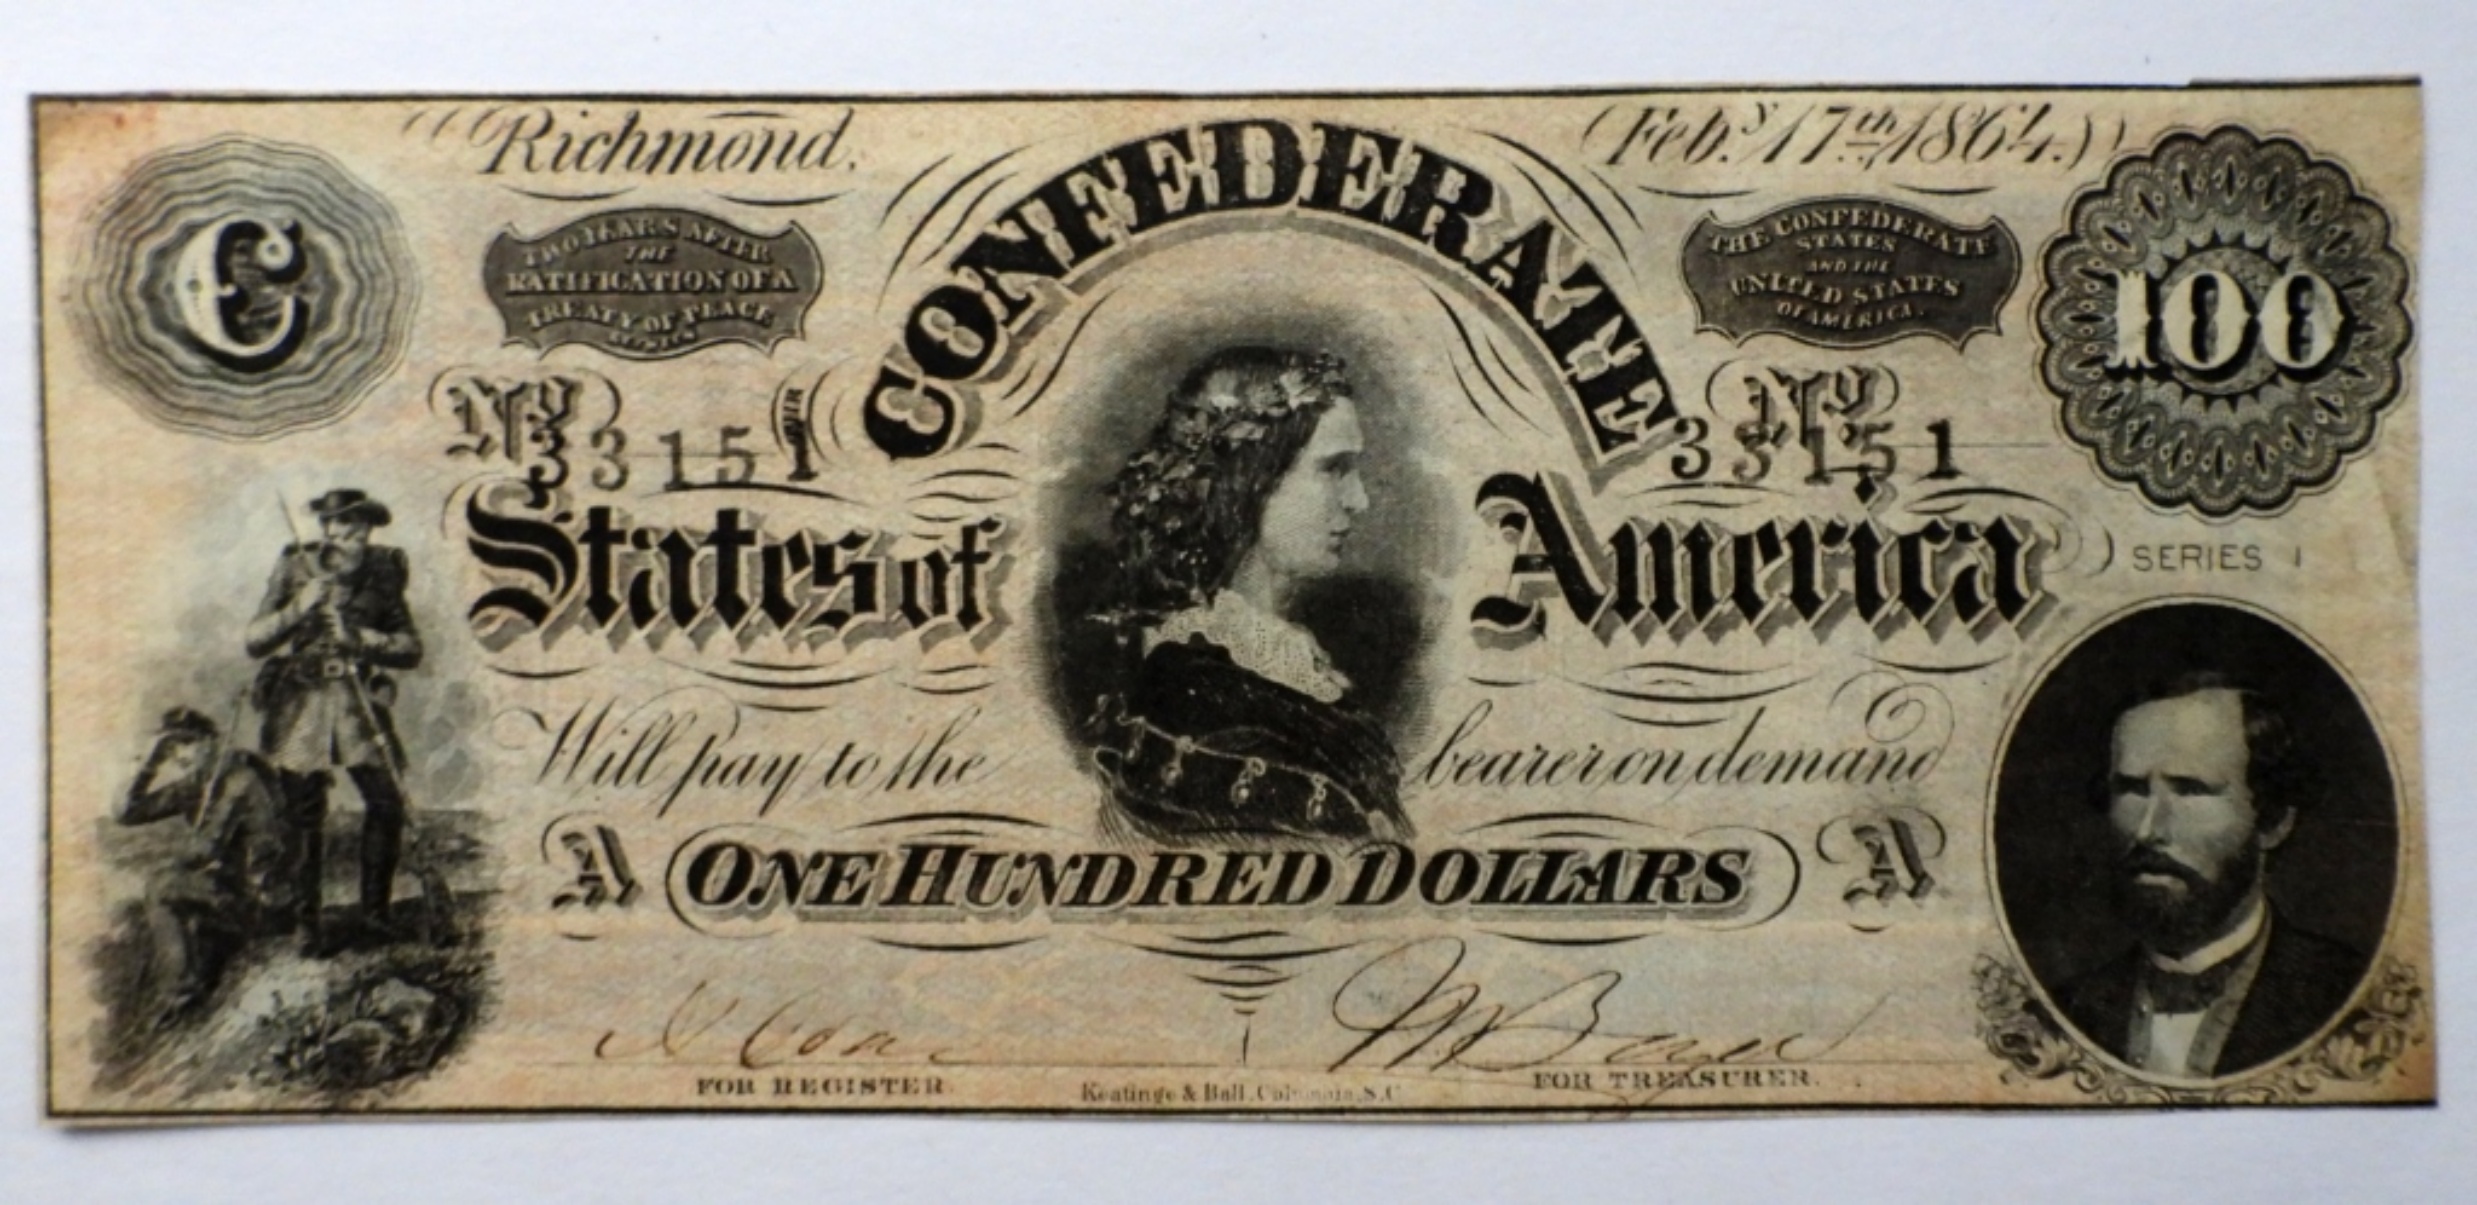 Richmond.
(Feb.y 17th 1864.)
C
TWO YEARS AFTER
THE
RATIFICATION OF A
TREATY OF PEACE
BETWEEN
CONFEDERATE
THE CONFEDERATE
STATES
AND THE
UNITED STATES
OF AMERICA.
100
No 33151
No 33151
States of America
SERIES 1
Will pay to the bearer on demand
A ONE HUNDRED DOLLARS A
FOR REGISTER.
Keatinge & Ball, Columbia, S.C.
FOR TREASURER.